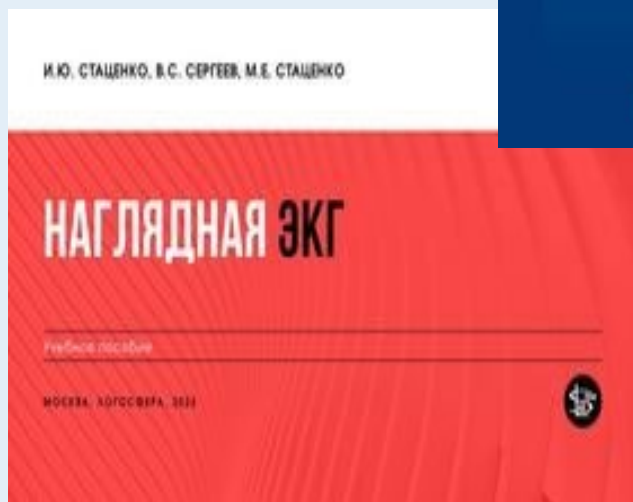 И.Ю. СТАЦЕНКО, В.С. СЕРГЕЕВ, М.Е. СТАЦЕНКО
НАГЛЯДНАЯ ЭКГ
Учебное пособие
МОСКВА, ЛОГОСФЕРА,